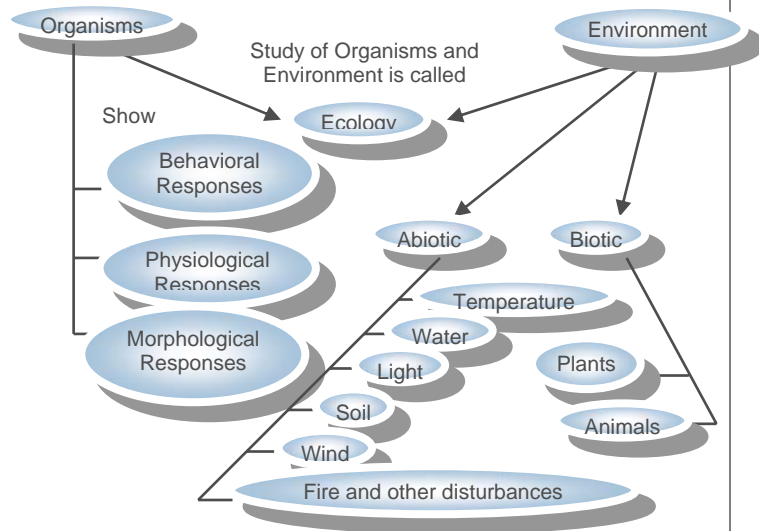 Organisms
Environment
Study of Organisms and
Environment is called
Show
Ecology
Behavioral
Responses
Physiological
Responses
Morphological
Responses
Abiotic
Biotic
Temperature
Water
Light
Soil
Wind
Fire and other disturbances
Plants
Animals